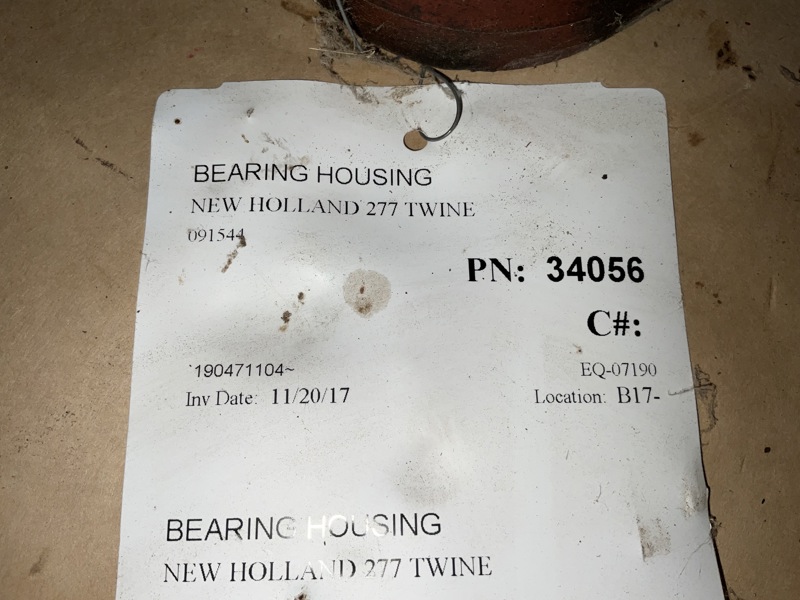 BEARING HOUSING
NEW HOLLAND 277 TWINE
091544
PN: 34056
C#:
`190471104~
EQ-07190
Inv Date: 11/20/17
Location: B17-
BEARING HOUSING
NEW HOLLAND 277 TWINE